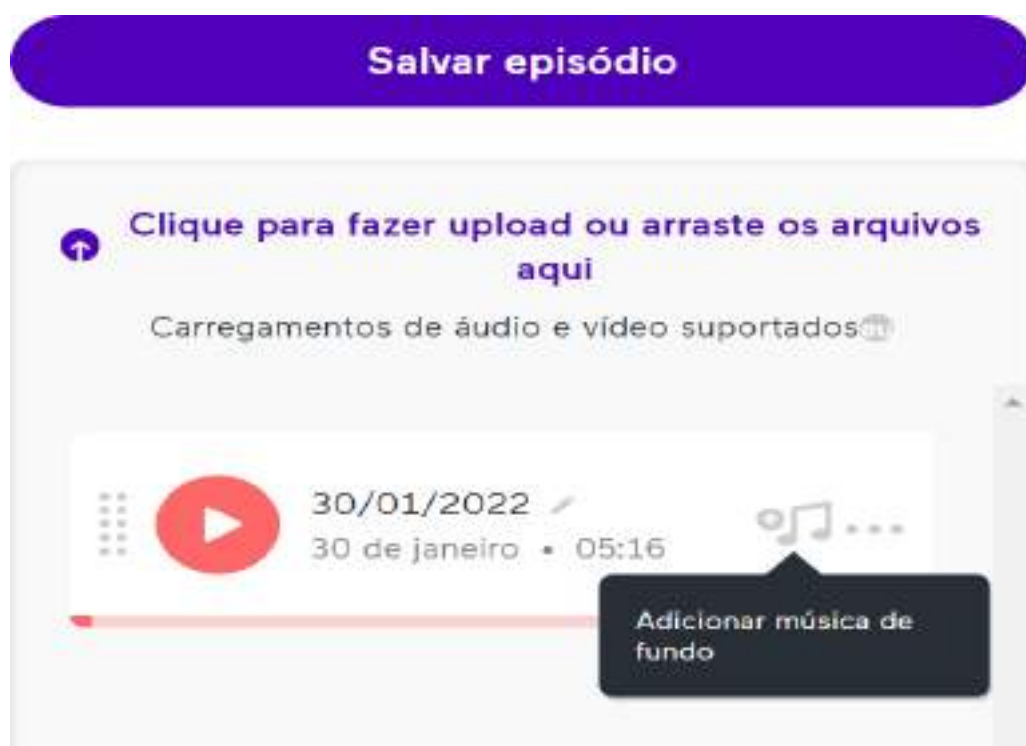 Salvar episódio
Clique para fazer upload ou arraste os arquivos
aqui
Carregamentos de áudio e vídeo suportados
30/01/2022
30 de janeiro • 05:16
Adicionar música de
fundo